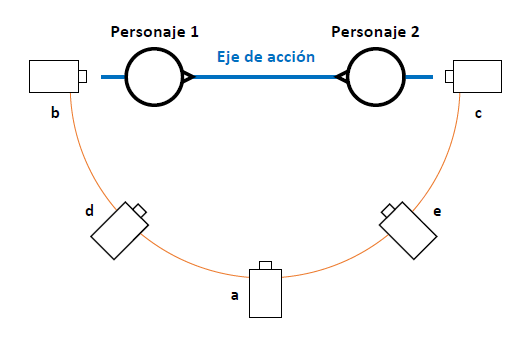 Personaje 1
Personaje 2
Eje de acción
b
c
d
e
a